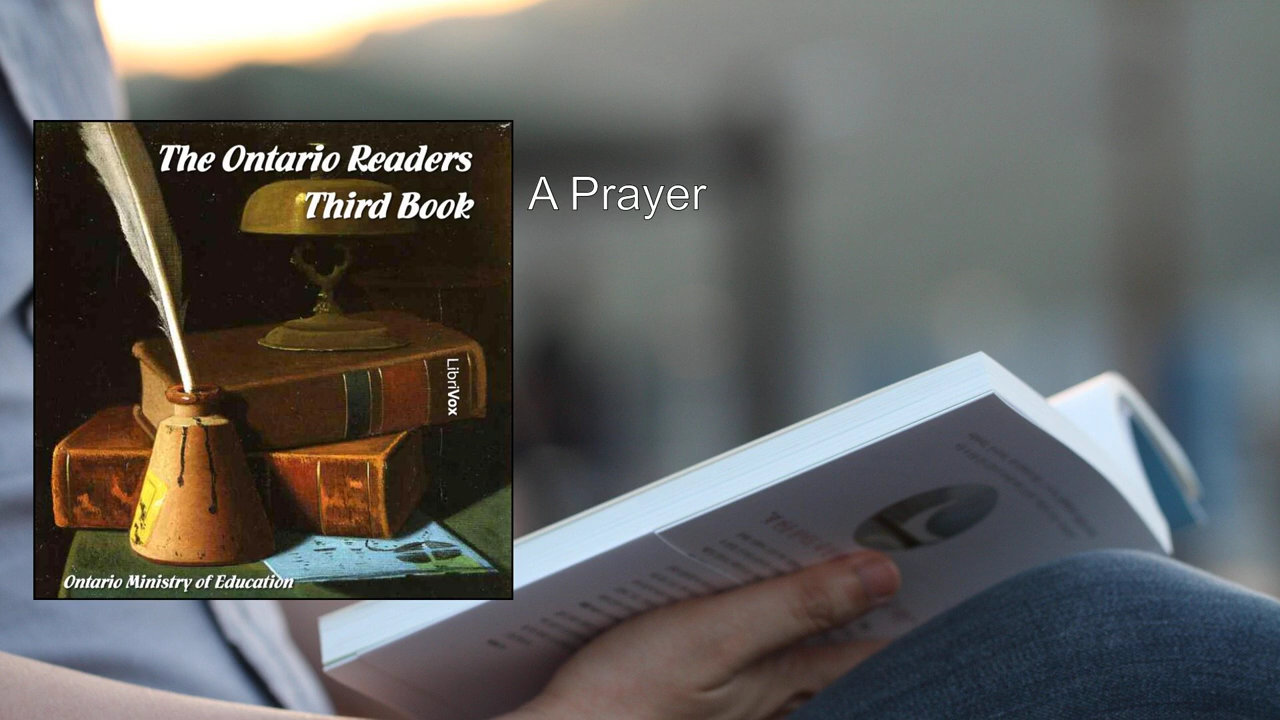 The Ontario Readers
Third Book
LibriVox
Ontario Ministry of Education
A Prayer